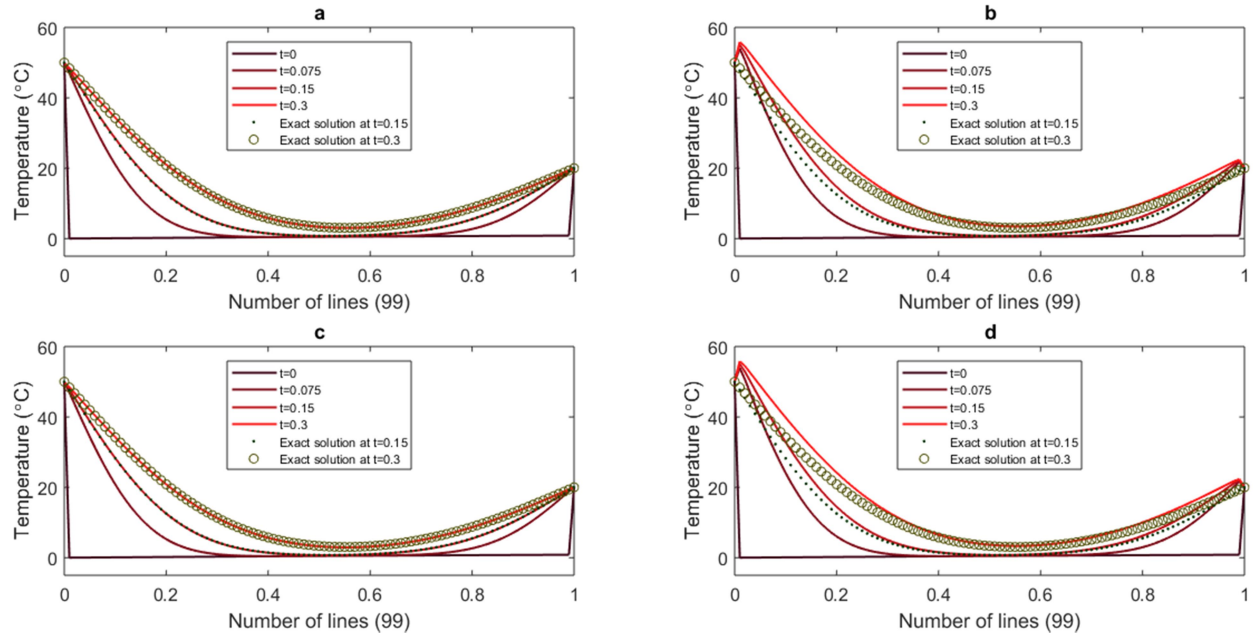 a
60
40
20
0
Temperature (°C)
t=0
t=0.075
t=0.15
t=0.3
Exact solution at t=0.15
Exact solution at t=0.3
0 0.2 0.4 0.6 0.8 1
Number of lines (99)
b
60
40
20
0
Temperature (°C)
t=0
t=0.075
t=0.15
t=0.3
Exact solution at t=0.15
Exact solution at t=0.3
0 0.2 0.4 0.6 0.8 1
Number of lines (99)
c
60
40
20
0
Temperature (°C)
t=0
t=0.075
t=0.15
t=0.3
Exact solution at t=0.15
Exact solution at t=0.3
0 0.2 0.4 0.6 0.8 1
Number of lines (99)
d
60
40
20
0
Temperature (°C)
t=0
t=0.075
t=0.15
t=0.3
Exact solution at t=0.15
Exact solution at t=0.3
0 0.2 0.4 0.6 0.8 1
Number of lines (99)